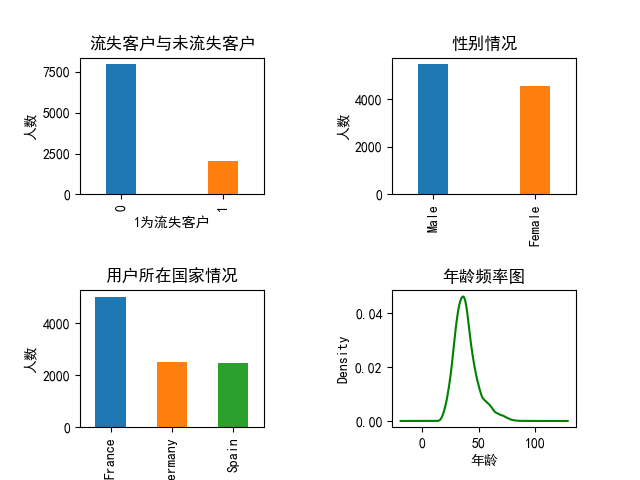 流失客户与未流失客户
7500
5000
2500
0
人数
0
1
1为流失客户
性别情况
4000
2000
0
人数
Male
Female
用户所在国家情况
4000
2000
0
人数
France
ermany
Spain
年龄频率图
0.04
0.02
0.00
Density
0
50
100
年龄